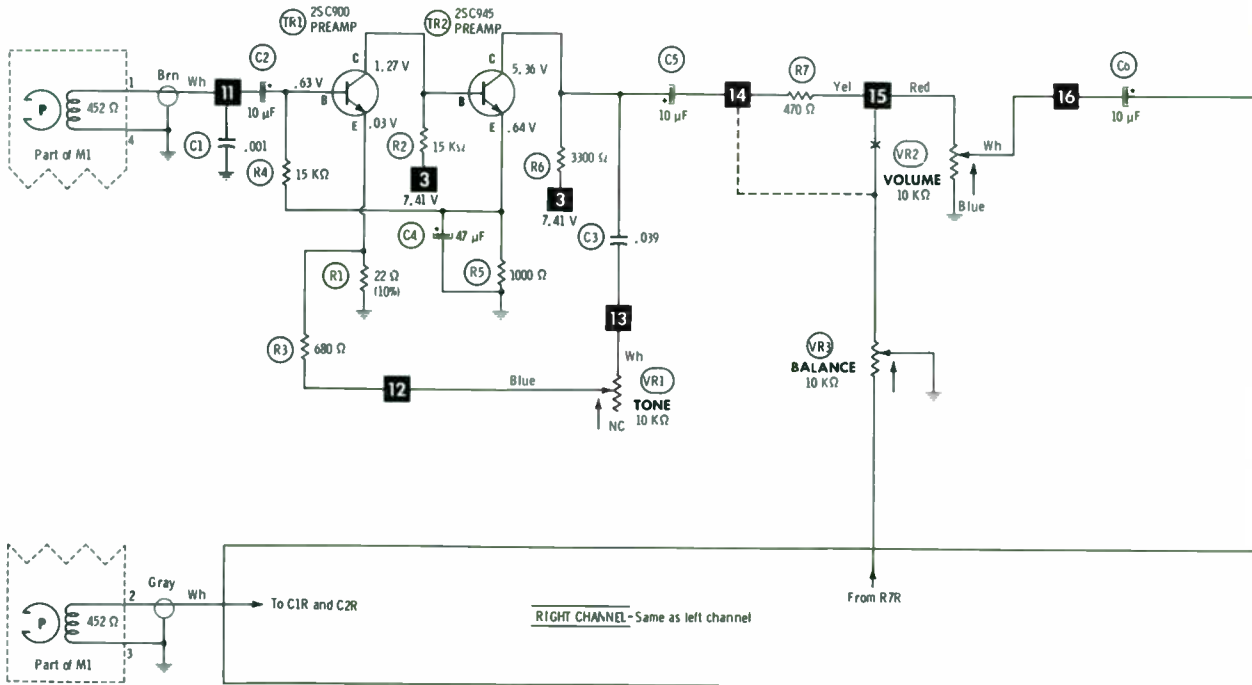 TR1 2SC900
PREAMP
TR2 2SC945
PREAMP
C2
10 µF
Brn
Wh
11
1
4
P
452 Ω
Part of M1
C1
.001
.63 V
B
C
1.27 V
E
.03 V
R4
15 KΩ
R2
15 KΩ
3
7.41 V
B
C
5.36 V
E
.64 V
R6
3300 Ω
3
7.41 V
C5
10 µF
14
R7
470 Ω
Yel
15
Red
VR2
VOLUME
10 KΩ
Wh
Blue
16
Co
10 µF
C4
47 µF
R5
1000 Ω
C3
.039
R1
22 Ω
(10%)
R3
680 Ω
12
Blue
13
Wh
VR1
TONE
10 KΩ
NC
VR3
BALANCE
10 KΩ
From R7R
Gray
Wh
2
3
P
452 Ω
Part of M1
To C1R and C2R
RIGHT CHANNEL - Same as left channel